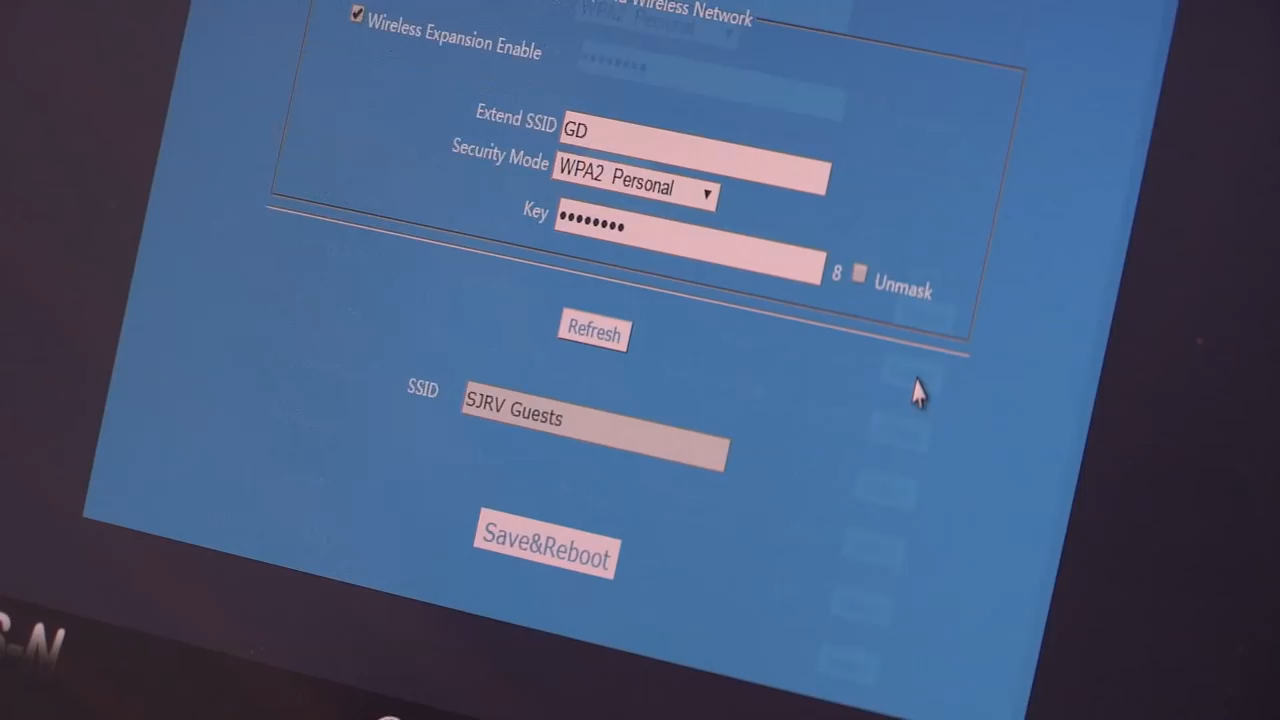 Wireless Network
Wireless Expansion Enable
Extend SSID GD
Security Mode WPA2 Personal
Key •••••••• 8 Unmask
Refresh
SSID SJRV Guests
Save&Reboot
-N